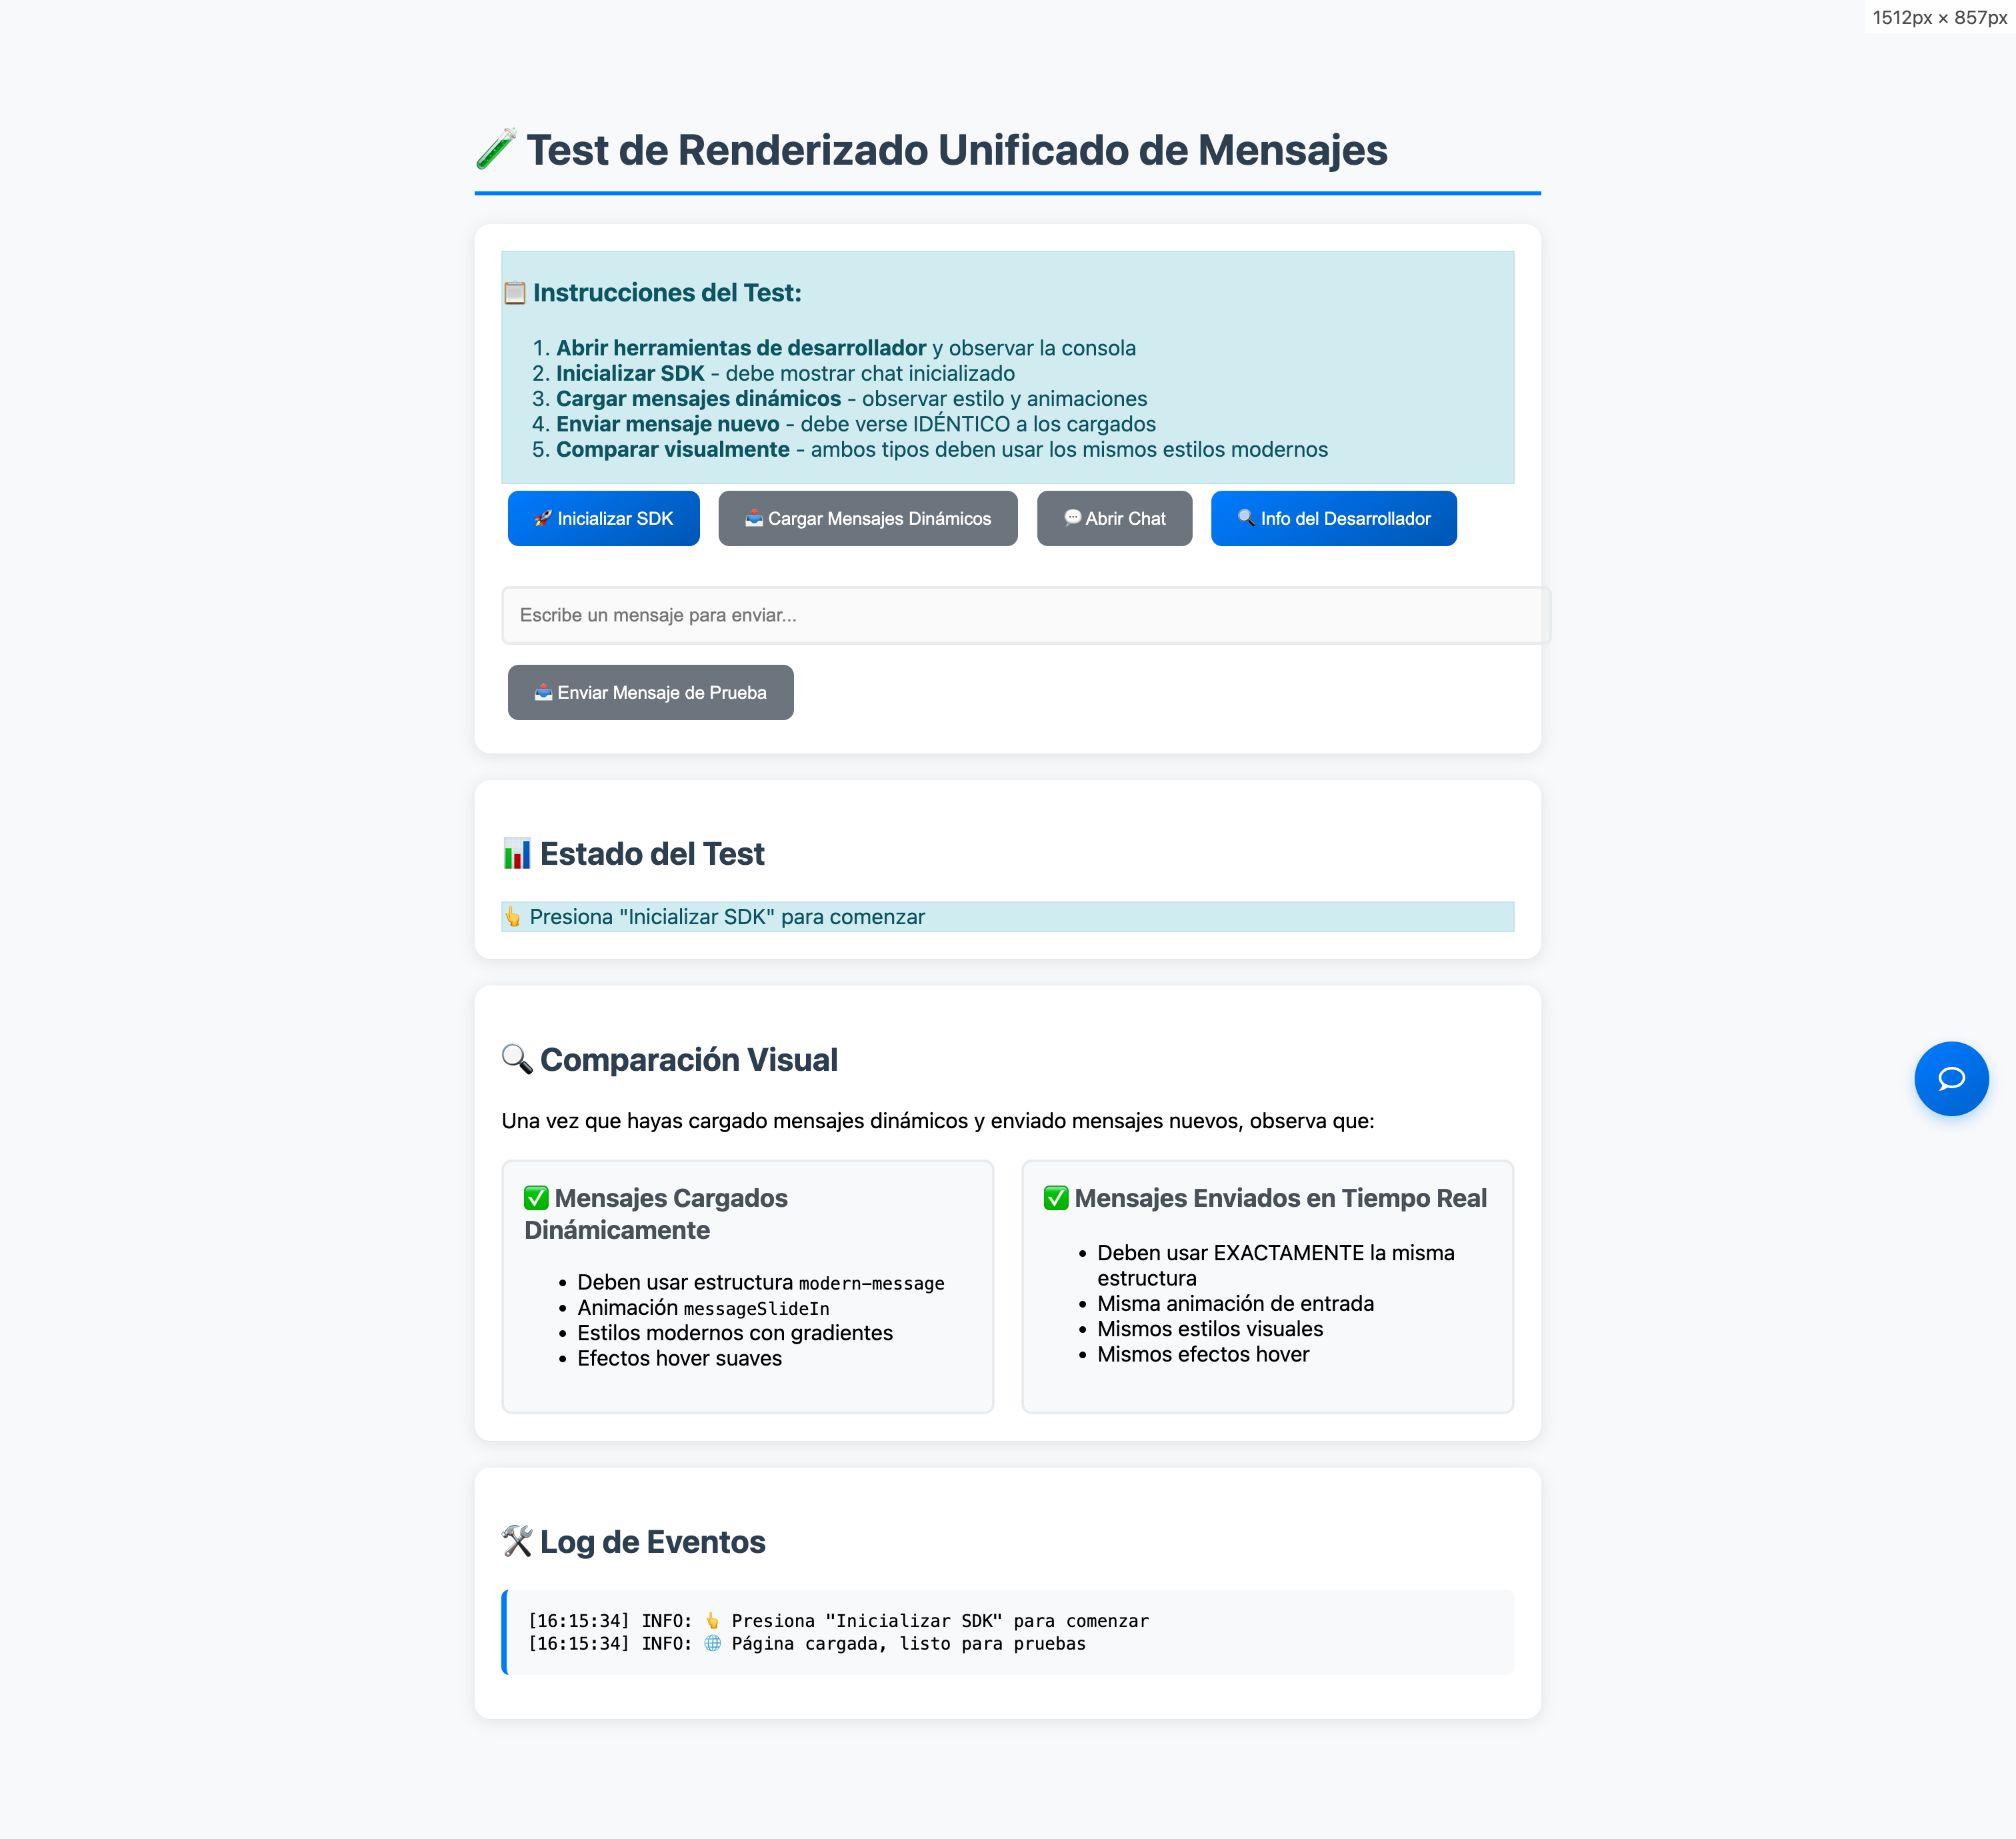 1512px × 857px
🧪 Test de Renderizado Unificado de Mensajes
📋 Instrucciones del Test:
1. Abrir herramientas de desarrollador y observar la consola
2. Inicializar SDK - debe mostrar chat inicializado
3. Cargar mensajes dinámicos - observar estilo y animaciones
4. Enviar mensaje nuevo - debe verse IDÉNTICO a los cargados
5. Comparar visualmente - ambos tipos deben usar los mismos estilos modernos
🚀 Inicializar SDK
📥 Cargar Mensajes Dinámicos
💬 Abrir Chat
🔍 Info del Desarrollador
Escribe un mensaje para enviar...
📤 Enviar Mensaje de Prueba
📊 Estado del Test
👆 Presiona "Inicializar SDK" para comenzar
🔍 Comparación Visual
Una vez que hayas cargado mensajes dinámicos y enviado mensajes nuevos, observa que:
✅ Mensajes Cargados
Dinámicamente
• Deben usar estructura modern-message
• Animación messageSlideIn
• Estilos modernos con gradientes
• Efectos hover suaves
✅ Mensajes Enviados en Tiempo Real
• Deben usar EXACTAMENTE la misma
estructura
• Misma animación de entrada
• Mismos estilos visuales
• Mismos efectos hover
🛠️ Log de Eventos
[16:15:34] INFO: 👆 Presiona "Inicializar SDK" para comenzar
[16:15:34] INFO: 🌐 Página cargada, listo para pruebas